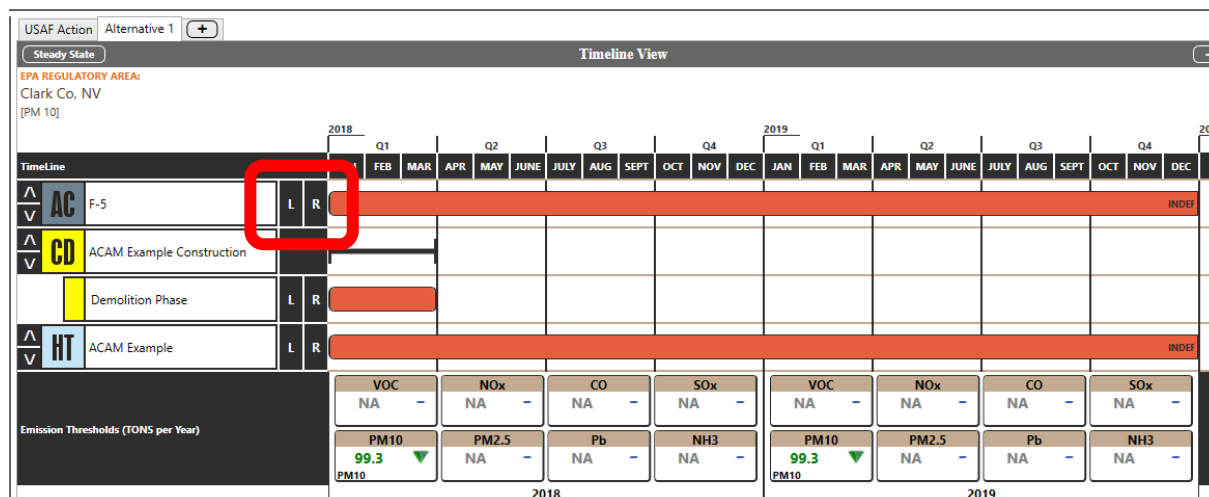 USAF Action Alternative 1 +
Steady State Timeline View
EPA REGULATORY AREA:
Clark Co, NV
[PM 10]
2018 2019
Q1 Q2 Q3 Q4 Q1 Q2 Q3 Q4
TimeLine FEB MAR APR MAY JUNE JULY AUG SEPT OCT NOV DEC JAN FEB MAR APR MAY JUNE JULY AUG SEPT OCT NOV DEC
AC F-5 L R INDEF
CD ACAM Example Construction
Demolition Phase L R
HT ACAM Example L R INDEF
VOC NOx CO SOx VOC NOx CO SOx
NA - NA - NA - NA - NA - NA - NA - NA -
Emission Thresholds (TONS per Year)
PM10 PM2.5 Pb NH3 PM10 PM2.5 Pb NH3
99.3 NA - NA - NA - 99.3 NA - NA - NA -
PM10 PM10
2018 2019